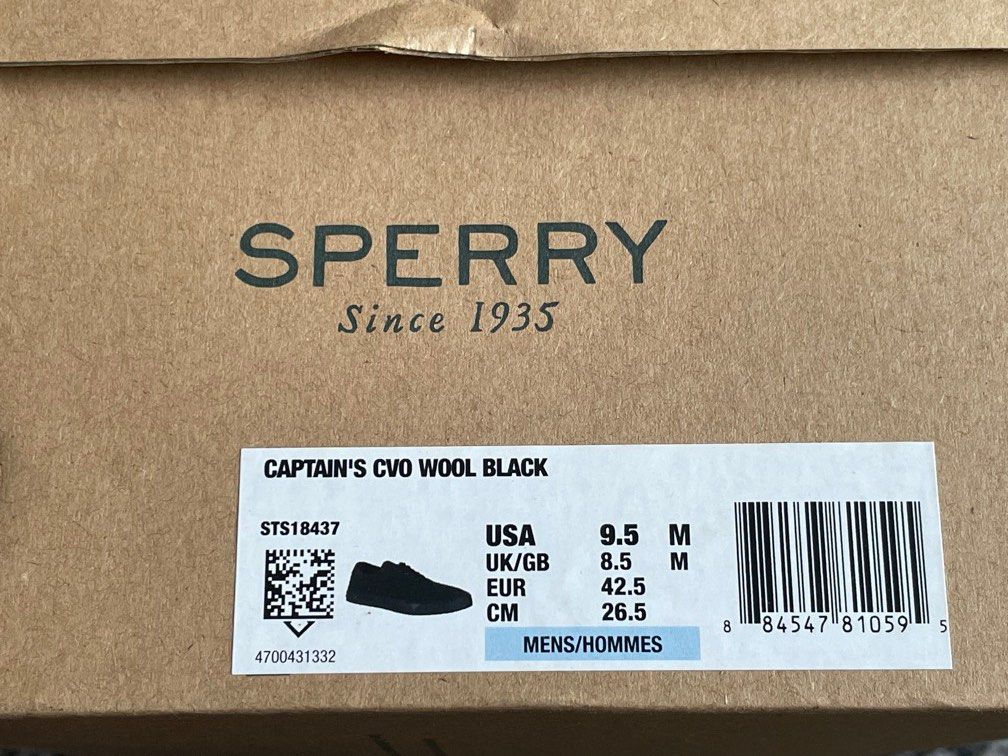 SPERRY
Since 1935
CAPTAIN'S CVO WOOL BLACK
STS18437
USA 9.5 M
UK/GB 8.5 M
EUR 42.5
CM 26.5
MENS/HOMMES
4700431332
8 84547 81059 5